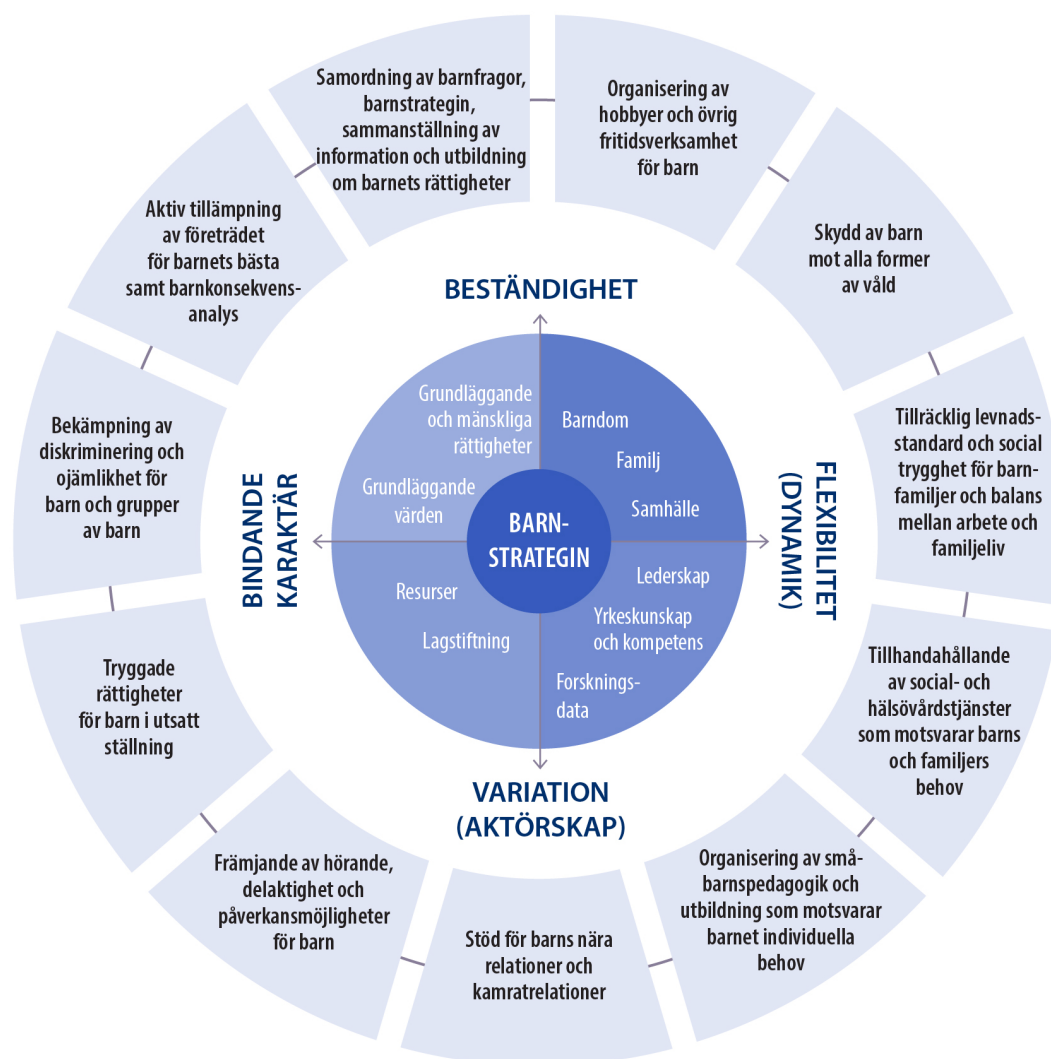 Samordning av barnfragor,
barnstrategin,
sammanställning av
information och utbildning
om barnets rättigheter
Organisering av
hobbyer och övrig
fritidsverksamhet
för barn
Skydd av barn
mot alla former
av våld
Tillräcklig levnads-
standard och social
trygghet för barn-
familjer och balans
mellan arbete och
familjeliv
Tillhandahållande
av social- och
hälsövårdstjänster
som motsvarar barns
och familjers
behov
Organisering av små-
barnspedagogik och
utbildning som motsvarar
barnet individuella
behov
Stöd för barns nära
relationer och
kamratrelationer
Främjande av hörande,
delaktighet och
påverkansmöjligheter
för barn
Tryggade
rättigheter
för barn i utsatt
ställning
Bekämpning av
diskriminering och
ojämlikhet för
barn och grupper
av barn
Aktiv tillämpning
av företrädet
för barnets bästa
samt barnkonsekvens-
analys
BESTÄNDIGHET
FLEXIBILITET
(DYNAMIK)
VARIATION
(AKTÖRSKAP)
BINDANDE
KARAKTÄR
Grundläggande
och mänskliga
rättigheter
Grundläggande
värden
Barndom
Familj
Samhälle
BARN-
STRATEGIN
Resurser
Lagstiftning
Lederskap
Yrkeskunskap
och kompetens
Forsknings-
data